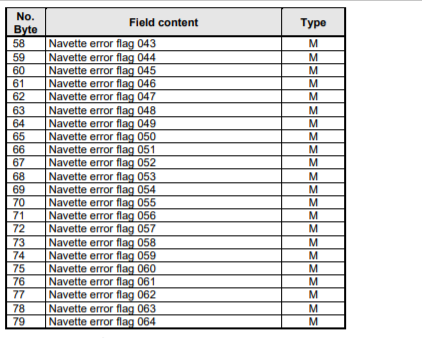 No. Byte Field content Type
58 Navette error flag 043 M
59 Navette error flag 044 M
60 Navette error flag 045 M
61 Navette error flag 046 M
62 Navette error flag 047 M
63 Navette error flag 048 M
64 Navette error flag 049 M
65 Navette error flag 050 M
66 Navette error flag 051 M
67 Navette error flag 052 M
68 Navette error flag 053 M
69 Navette error flag 054 M
70 Navette error flag 055 M
71 Navette error flag 056 M
72 Navette error flag 057 M
73 Navette error flag 058 M
74 Navette error flag 059 M
75 Navette error flag 060 M
76 Navette error flag 061 M
77 Navette error flag 062 M
78 Navette error flag 063 M
79 Navette error flag 064 M